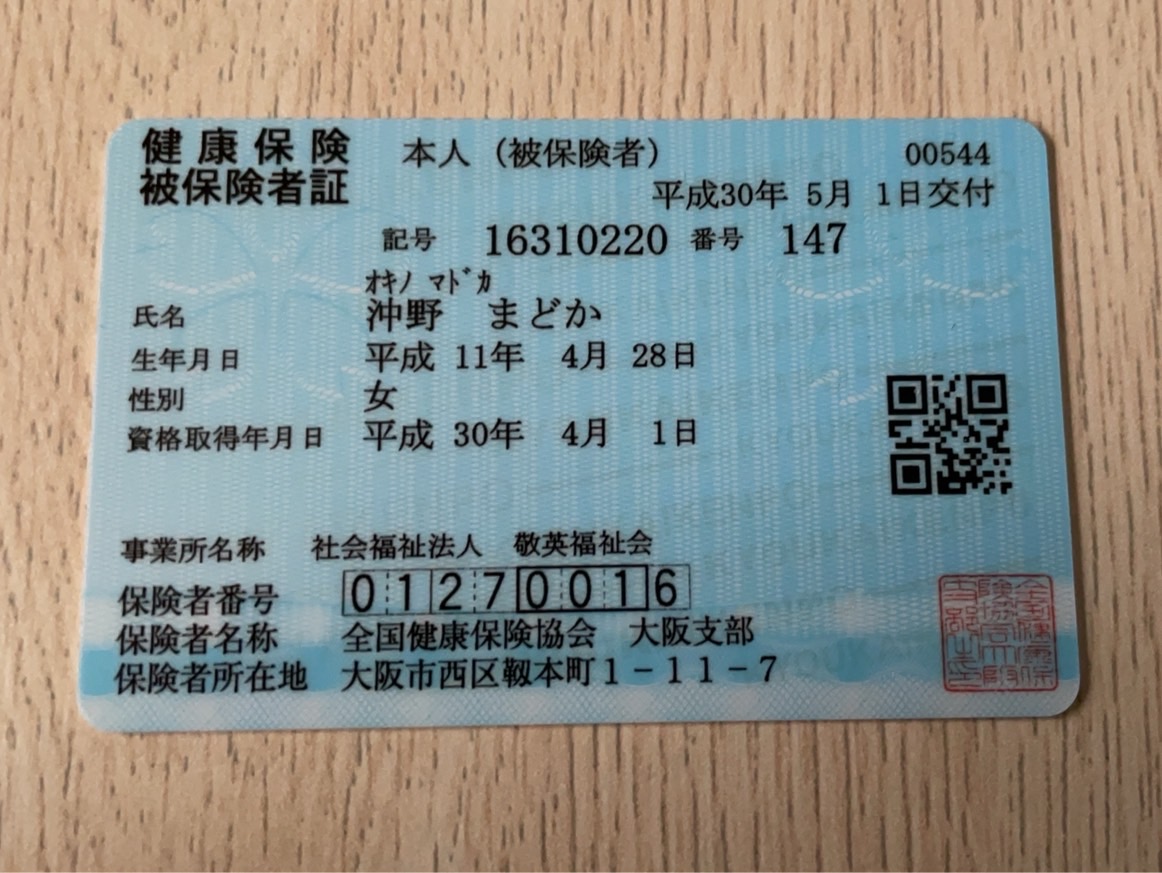 健康保険
被保険者証
本人（被保険者）
00544
平成30年 5月 1日交付
記号 16310220 番号 147
ｵｷﾉ ﾏﾄﾞｶ
氏名 沖野 まどか
生年月日 平成 11年 4月 28日
性別 女
資格取得年月日 平成 30年 4月 1日
事業所名称 社会福祉法人 敬英福祉会
保険者番号 01270016
保険者名称 全国健康保険協会 大阪支部
保険者所在地 大阪市西区靱本町1-11-7